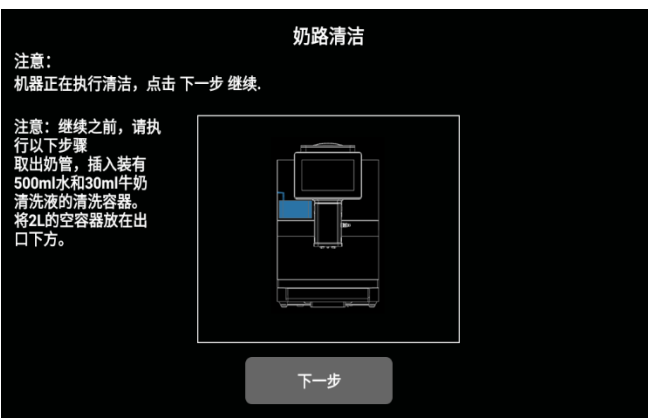 奶路清洁
注意：
机器正在执行清洁，点击 下一步 继续.
注意：继续之前，请执
行以下步骤
取出奶管，插入装有
500ml水和30ml牛奶
清洗液的清洗容器。
将2L的空容器放在出
口下方。
下一步